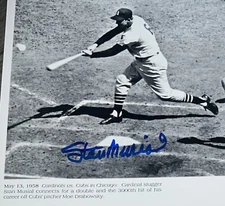 Stan Musial
May 13, 1958 Cardinals vs. Cubs in Chicago. Cardinal slugger
Stan Musial connects for a double and the 3000th hit of his
career off Cubs' pitcher Moe Drabowsky.